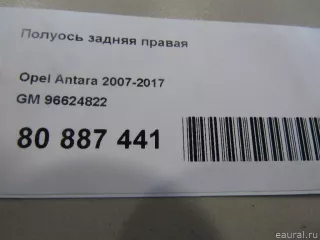 Полуось задняя правая
Opel Antara 2007-2017
GM 96624822
80 887 441
eaural.ru